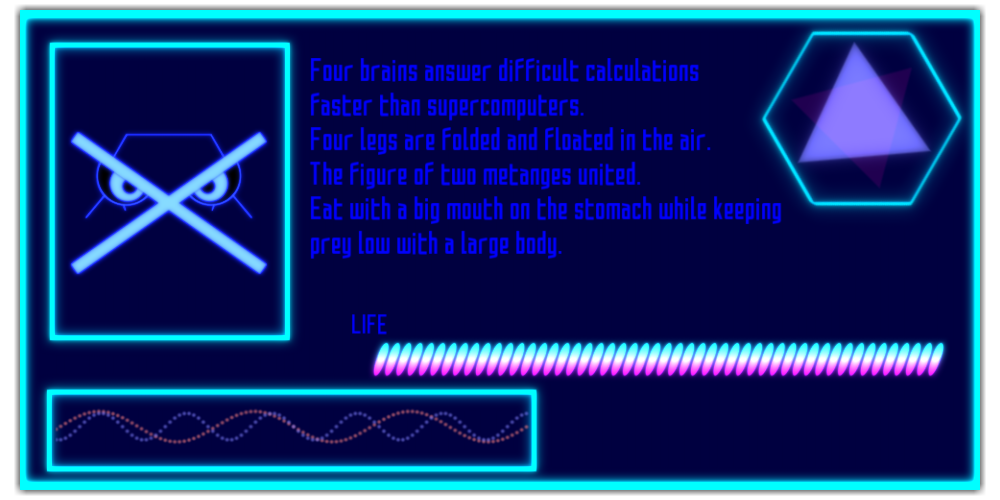 Four brains answer difficult calculations
faster than supercomputers.
Four legs are folded and floated in the air.
The figure of two metanges united.
Eat with a big mouth on the stomach while keeping
prey low with a large body.
LIFE